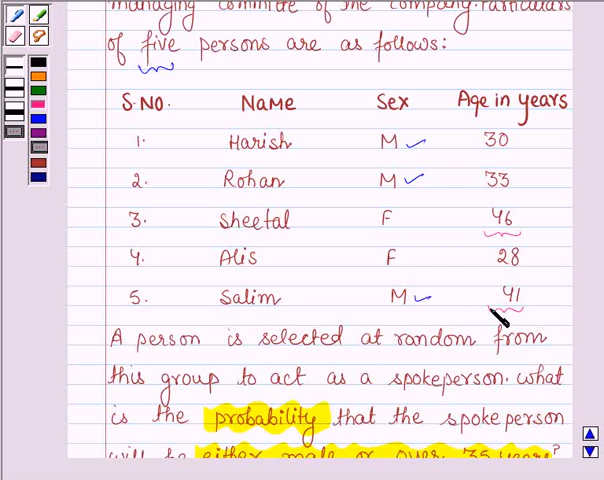 managing committe of the company. Particulars
of five persons are as follows:
S. NO. Name Sex Age in years
1. Harish M 30
2. Rohan M 33
3. Sheetal F 46
4. Alis F 28
5. Salim M 41
A person is selected at random from
this group to act as a spokeperson. what
is the probability that the spokeperson
will be either male or over 35 years?